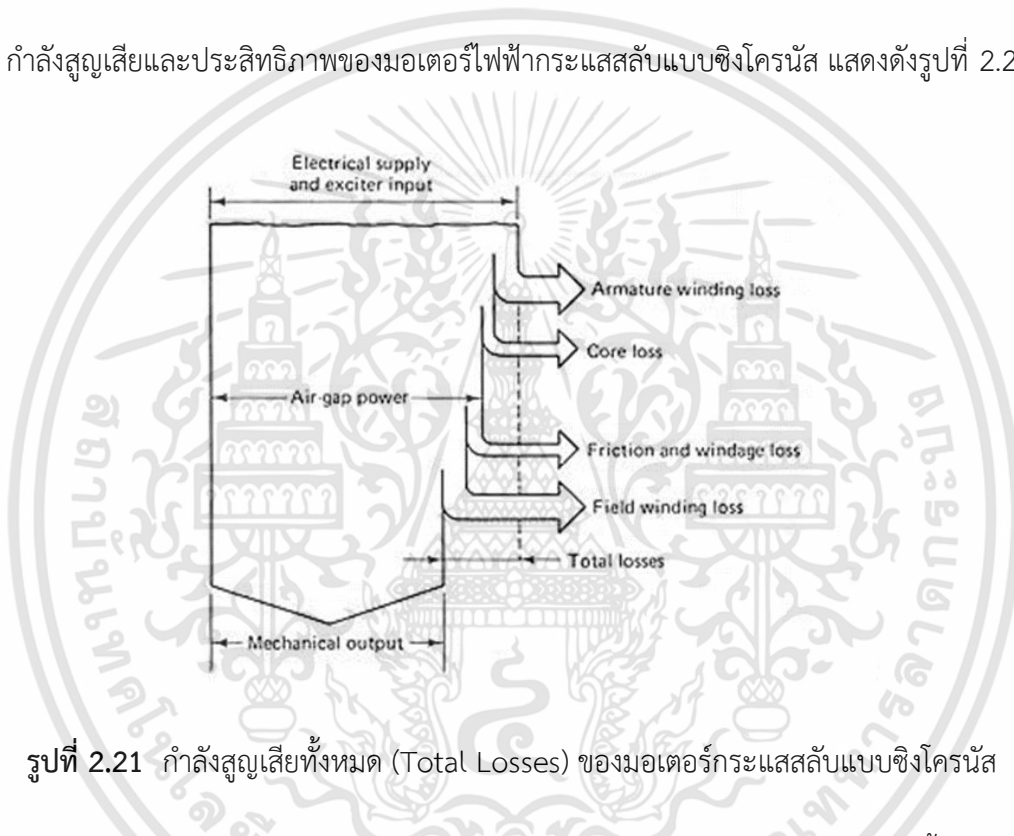 กำลังสูญเสียและประสิทธิภาพของมอเตอร์ไฟฟ้ากระแสสลับแบบซิงโครนัส แสดงดังรูปที่ 2.2
Electrical supply
and exciter input
Armature winding loss
Core loss
Air-gap power
Friction and windage loss
Field winding loss
Total losses
Mechanical output
รูปที่ 2.21 กำลังสูญเสียทั้งหมด (Total Losses) ของมอเตอร์กระแสสลับแบบซิงโครนัส